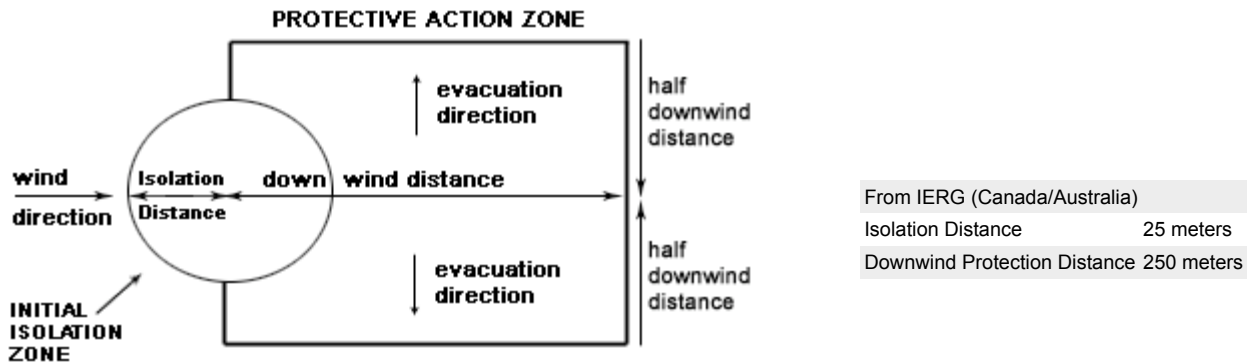 PROTECTIVE ACTION ZONE
evacuation
direction
half
downwind
distance
wind
direction
Isolation
Distance
down wind distance
evacuation
direction
half
downwind
distance
INITIAL
ISOLATION
ZONE
From IERG (Canada/Australia)
Isolation Distance 25 meters
Downwind Protection Distance 250 meters